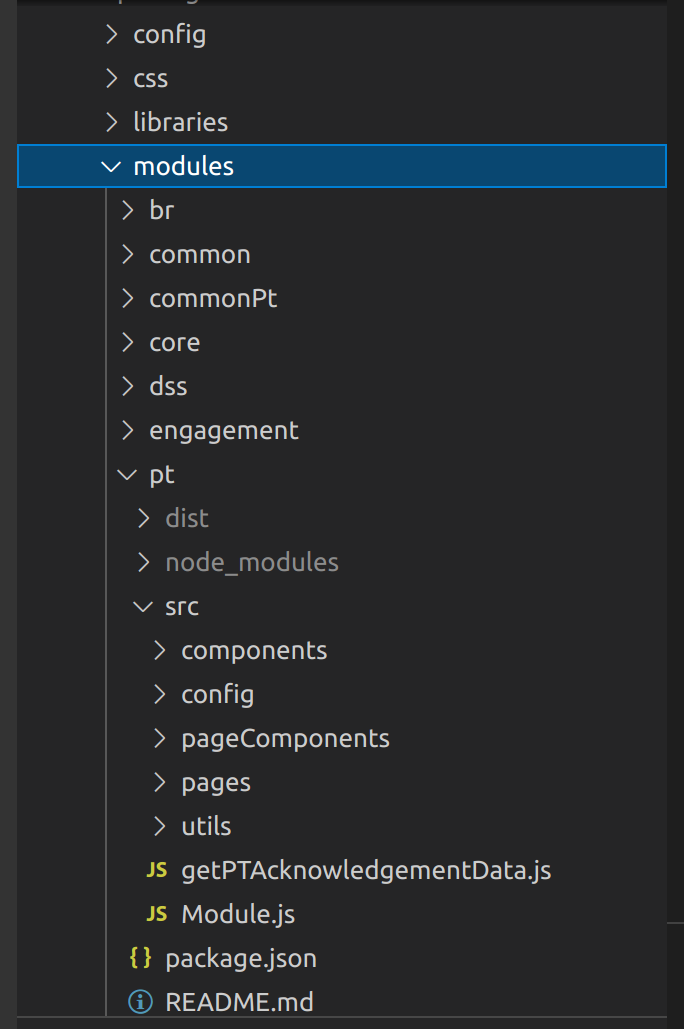 config
css
libraries
modules
br
common
commonPt
core
dss
engagement
pt
dist
node_modules
src
components
config
pageComponents
pages
utils
JS getPTAcknowledgementData.js
JS Module.js
{ } package.json
README.md